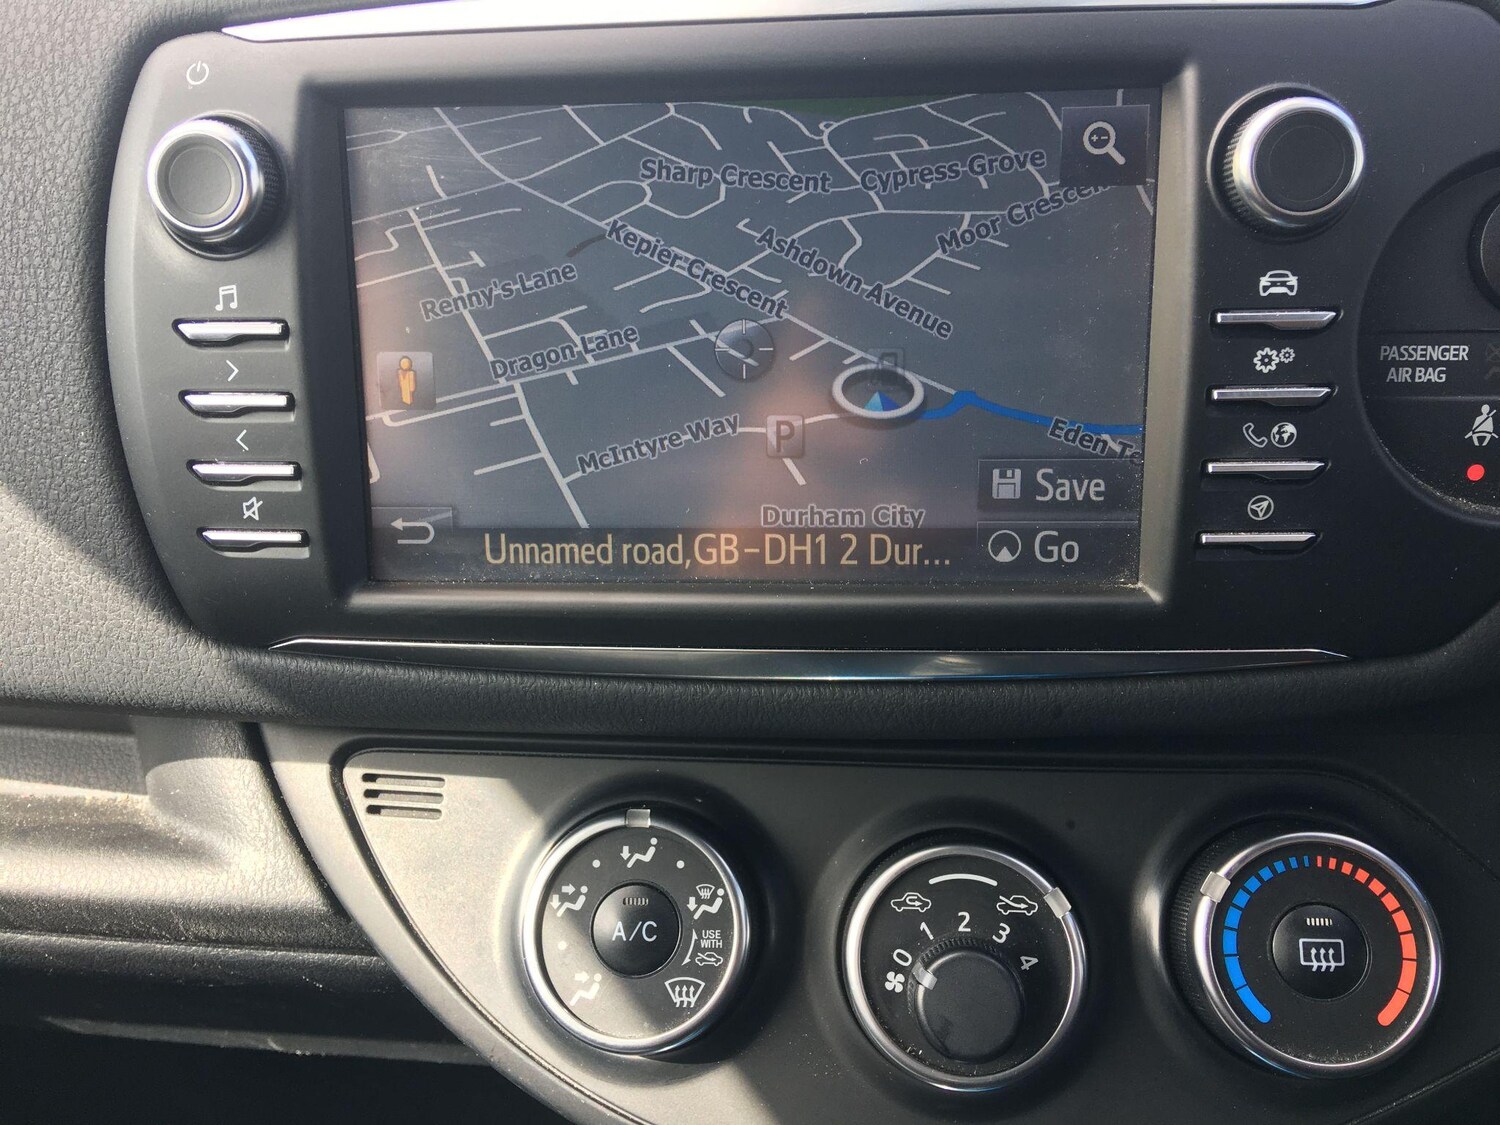 Sharp Crescent
Cypress Grove
Moor Crescen
Kepier Crescent
Ashdown Avenue
Renny's Lane
Dragon Lane
McIntyre Way
P
Eden Te
Durham City
Save
Unnamed road,GB-DH1 2 Dur...
Go
PASSENGER
AIR BAG
A/C
USE
WITH
0 1 2 3 4